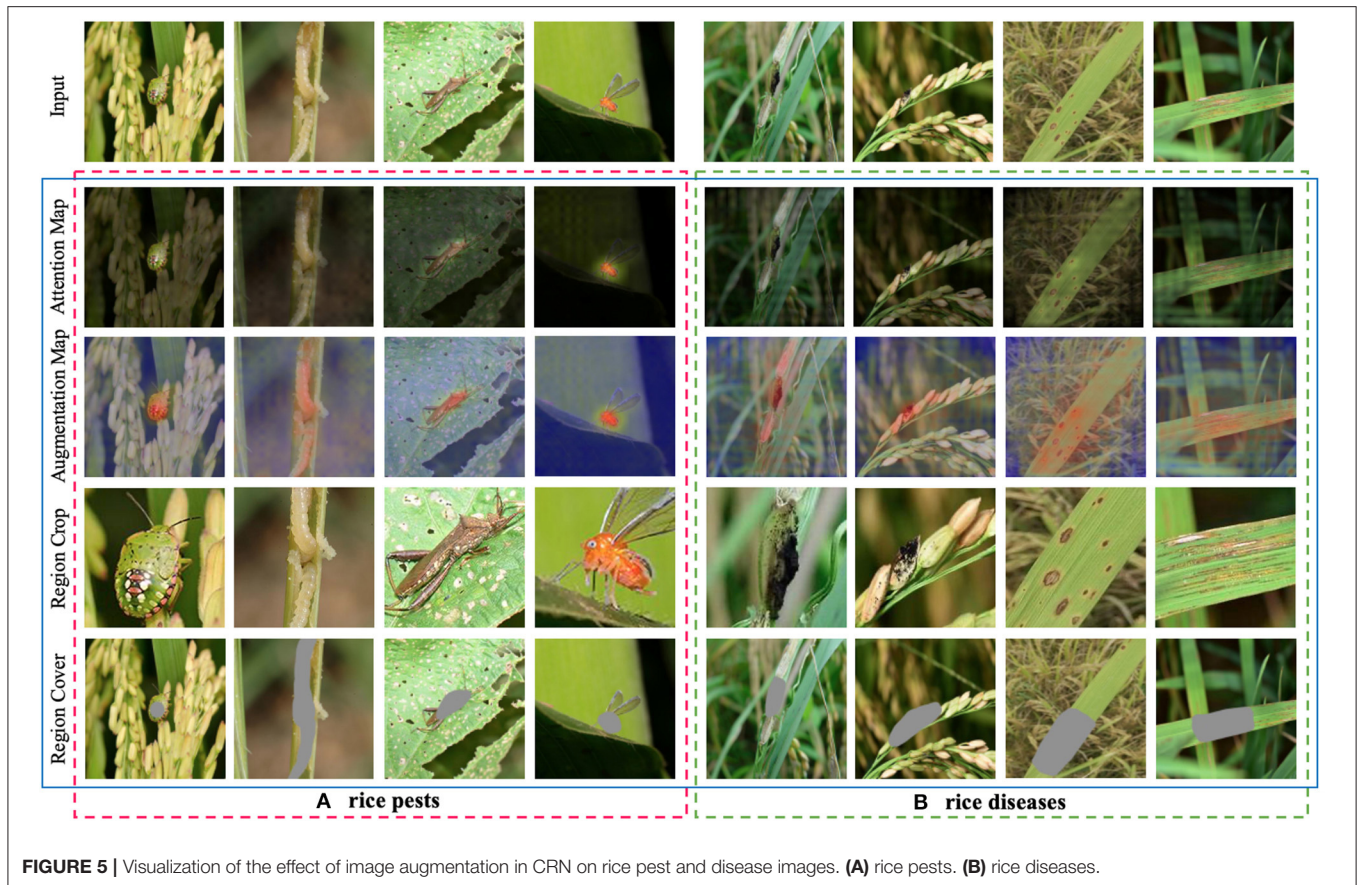 Input
Attention Map
Augmentation Map
Region Crop
Region Cover
A rice pests
B rice diseases
FIGURE 5 | Visualization of the effect of image augmentation in CRN on rice pest and disease images. (A) rice pests. (B) rice diseases.